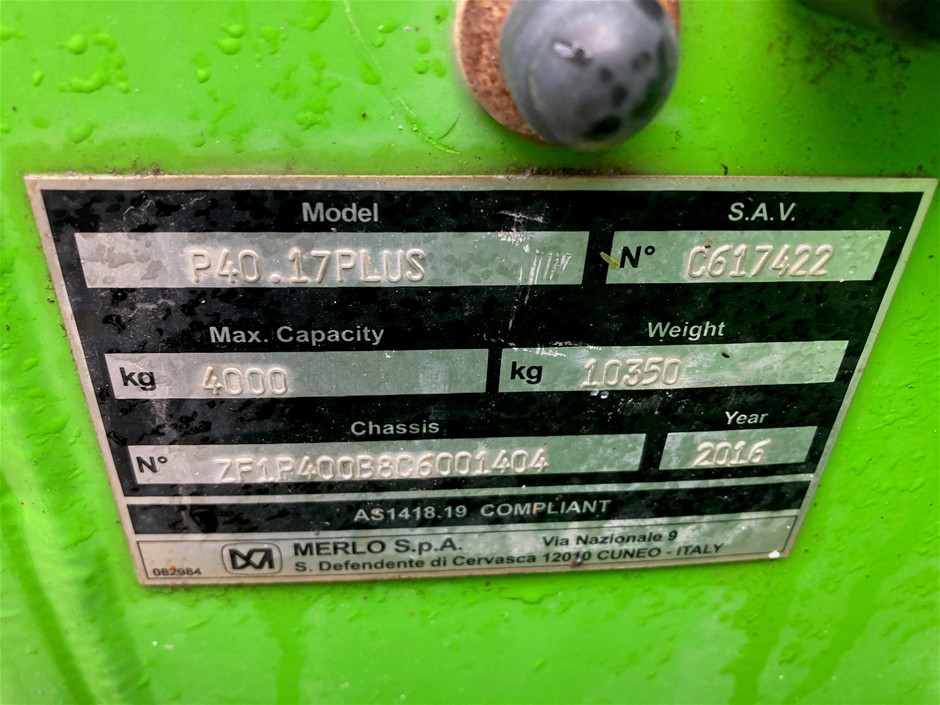 Model S.A.V.
P40.17PLUS N° C617422
Max. Capacity Weight
kg 4000 kg 10350
Chassis Year
N° ZF1P400B8C6001404 2016
AS1418.19 COMPLIANT
MERLO S.p.A. Via Nazionale 9
S. Defendente di Cervasca 12010 CUNEO - ITALY
082984